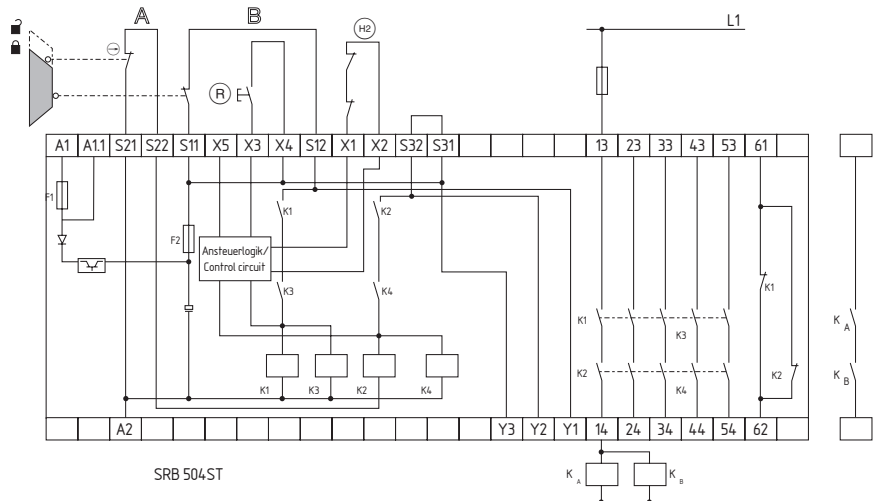 A B L1
H2
R
A1 A1.1 S21 S22 S11 X5 X3 X4 S12 X1 X2 S32 S31 13 23 33 43 53 61
F1
K1 K2
F2
Ansteuerlogik/
Control circuit
K1
K3 K4
K1 K3 K A
K2 K4 K2 K B
K1 K3 K2 K4
A2 Y3 Y2 Y1 14 24 34 44 54 62
SRB 504ST
K A K B